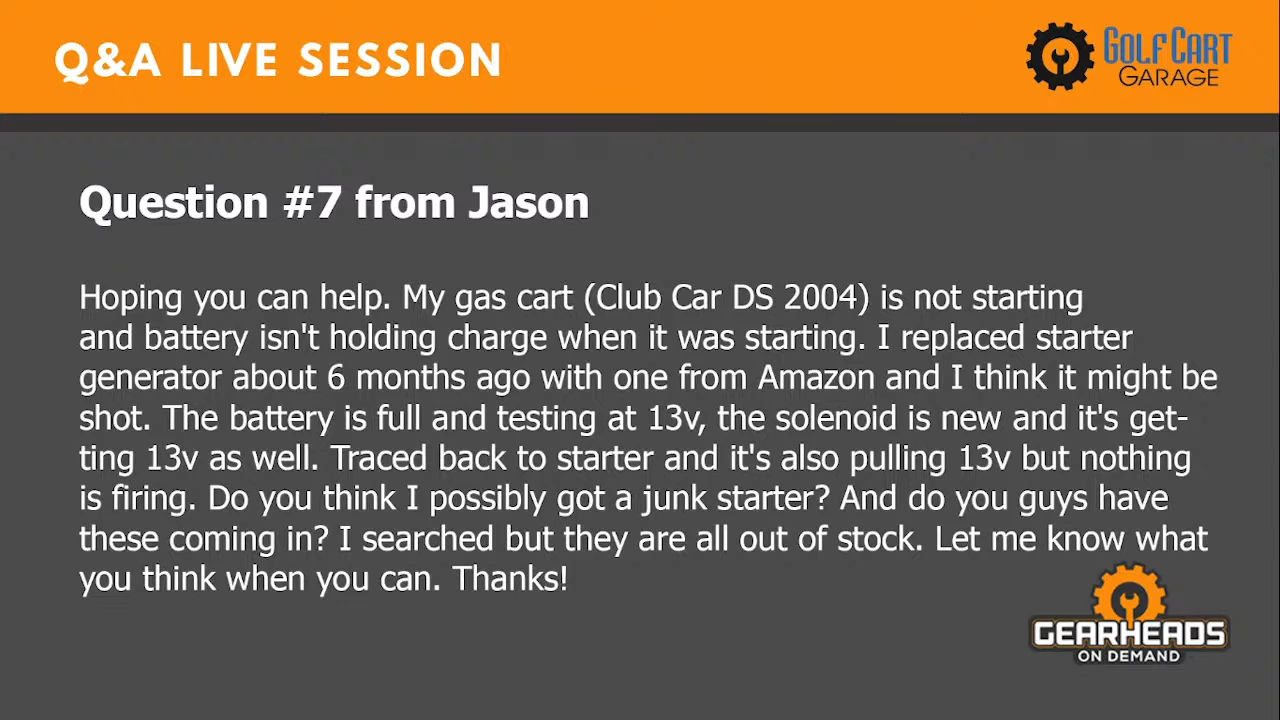 Q&A LIVE SESSION
GOLF CART
GARAGE
Question #7 from Jason
Hoping you can help. My gas cart (Club Car DS 2004) is not starting
and battery isn't holding charge when it was starting. I replaced starter
generator about 6 months ago with one from Amazon and I think it might be
shot. The battery is full and testing at 13v, the solenoid is new and it's get-
ting 13v as well. Traced back to starter and it's also pulling 13v but nothing
is firing. Do you think I possibly got a junk starter? And do you guys have
these coming in? I searched but they are all out of stock. Let me know what
you think when you can. Thanks!
GEARHEADS
ON DEMAND